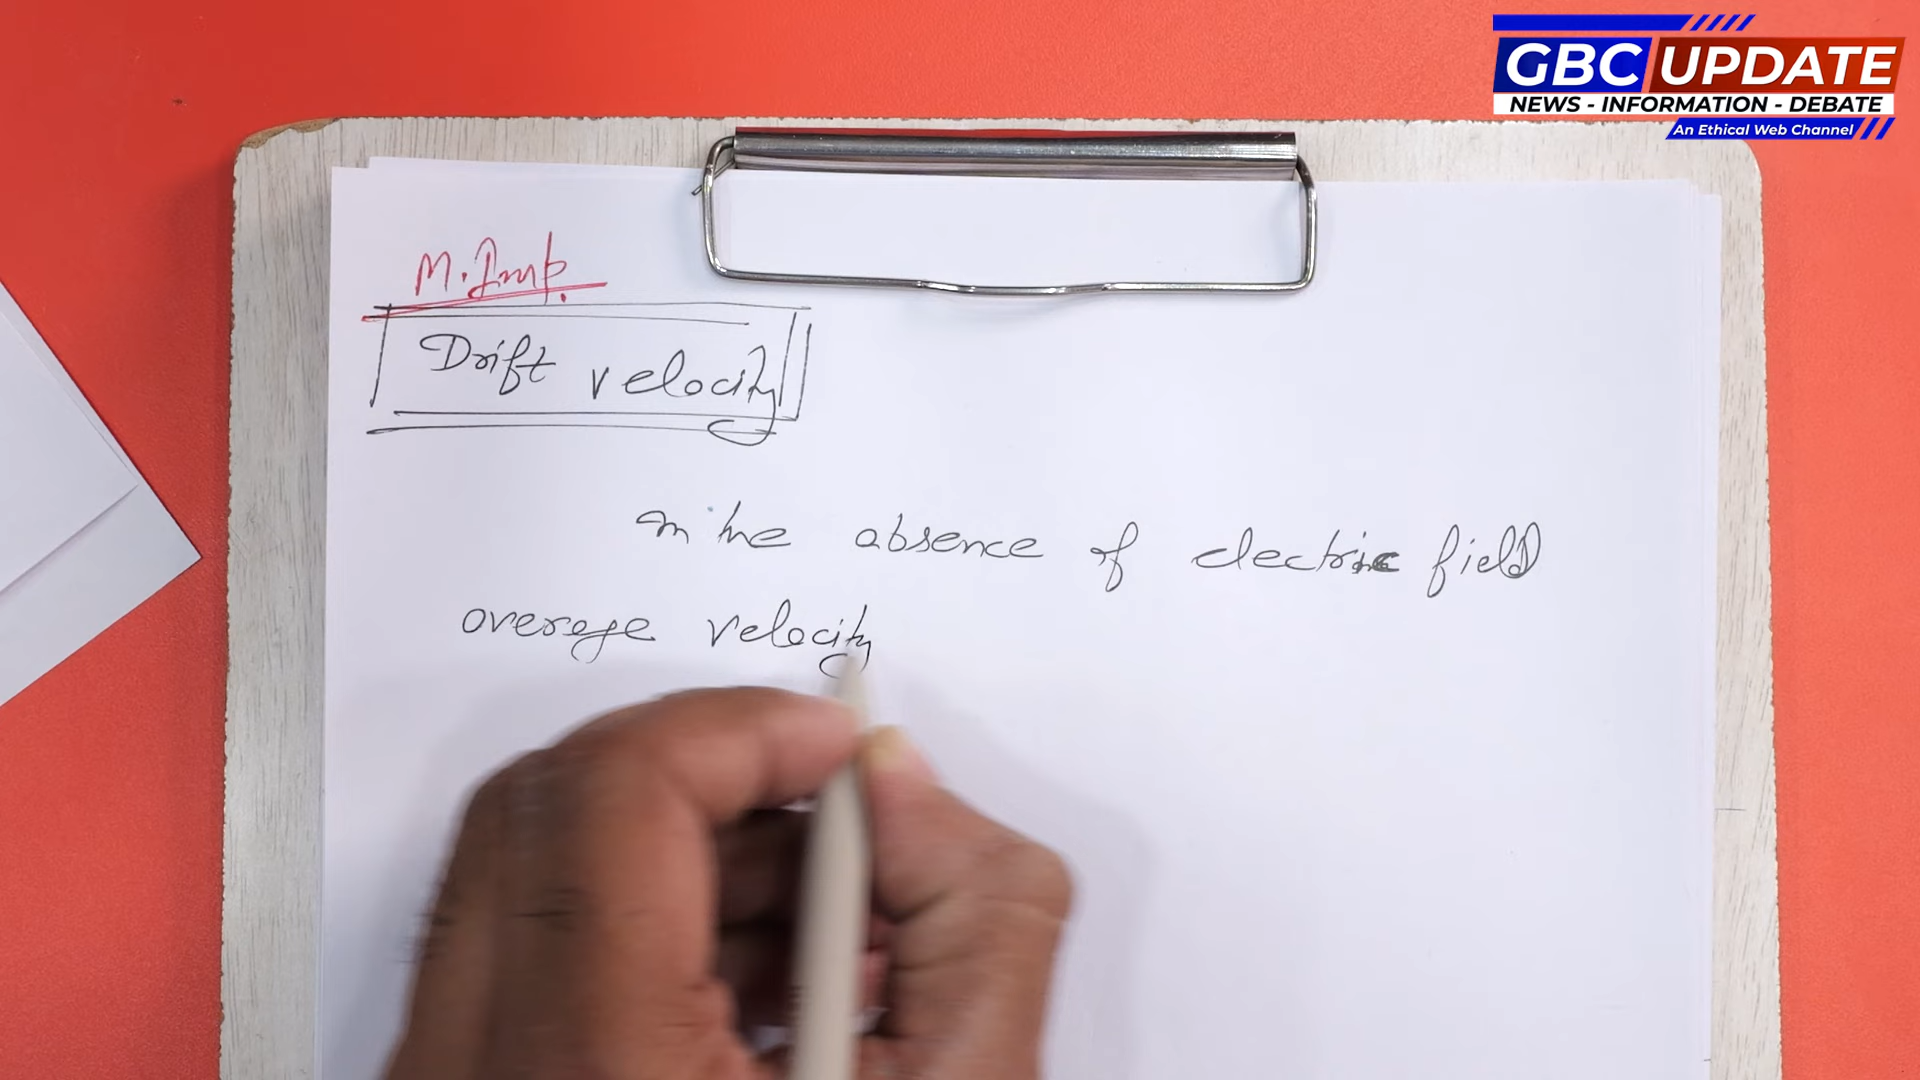 GBC UPDATE
NEWS - INFORMATION - DEBATE
An Ethical Web Channel
M. Imp.
Drift velocity
In the absence of electric field
average velocity